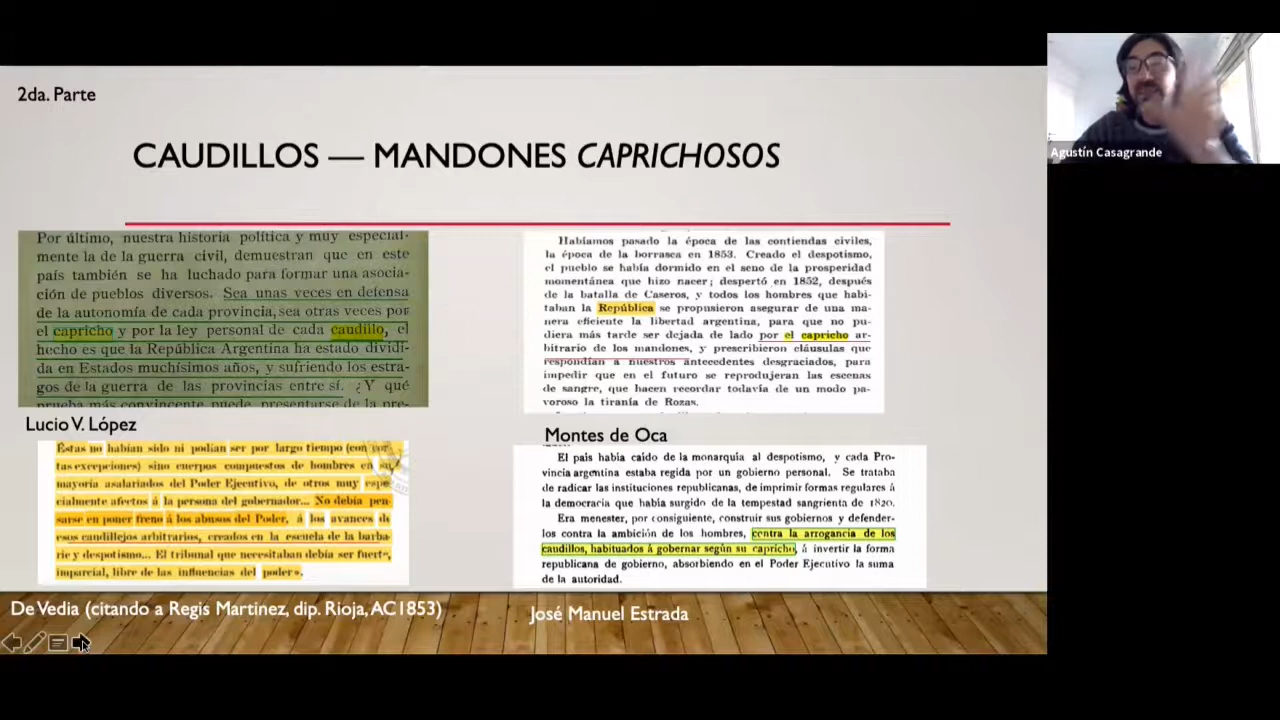 2da. Parte
CAUDILLOS — MANDONES CAPRICHOSOS
Agustín Casagrande
Por último, nuestra historia política y muy especial-
mente la de la guerra civil, demuestran que en este
país también se ha luchado para formar una asocia-
ción de pueblos diversos. Sea unas veces en defensa
de la autonomía de cada provincia, sea otras veces por
el capricho y por la ley personal de cada caudillo, el
hecho es que la República Argentina ha estado dividi-
da en Estados muchísimos años, y sufriendo los estra-
gos de la guerra de las provincias entre sí. ¿Y qué
prueba más convincente puede presentarse de la pre-
Lucio V. López
Habíamos pasado la época de las contiendas civiles,
la época de la borrasca en 1853. Creado el despotismo,
el pueblo se había dormido en el seno de la prosperidad
momentánea que hizo nacer; despertó en 1852, después
de la batalla de Caseros, y todos los hombres que habi-
taban la República se propusieron asegurar de una ma-
nera eficiente la libertad argentina, para que no pu-
diera más tarde ser dejada de lado por el capricho ar-
bitrario de los mandones, y prescribieron cláusulas que
respondían a nuestros antecedentes desgraciados, para
impedir que en el futuro se reprodujeran las escenas
de sangre, que hacen recordar todavía de un modo pa-
voroso la tiranía de Rozas.
Montes de Oca
Éstas no habían sido ni podían ser por largo tiempo (con cor-
tas excepciones) sino cuerpos compuestos de hombres en su
mayoría asalariados del Poder Ejecutivo, de otros muy espe
cialmente afectos á la persona del gobernador... No debía pen-
sarse en poner freno á los abusos del Poder, á los avances de
esos caudillejos arbitrarios, creados en la escuela de la barba-
rie y despotismo... El tribunal que necesitaban debía ser fuerte,
imparcial, libre de las influencias del poder».
De Vedia (citando a Regis Martinez, dip. Rioja, AC1853)
El país había caído de la monarquía al despotismo, y cada Pro-
vincia argentina estaba regida por un gobierno personal. Se trataba
de radicar las instituciones republicanas, de imprimir formas regulares á
la democracia que había surgido de la tempestad sangrienta de 1820.
Era menester, por consiguiente, construir sus gobiernos y defender-
los contra la ambición de los hombres, contra la arrogancia de los
caudillos, habituados á gobernar según su capricho, á invertir la forma
republicana de gobierno, absorbiendo en el Poder Ejecutivo la suma
de la autoridad.
José Manuel Estrada